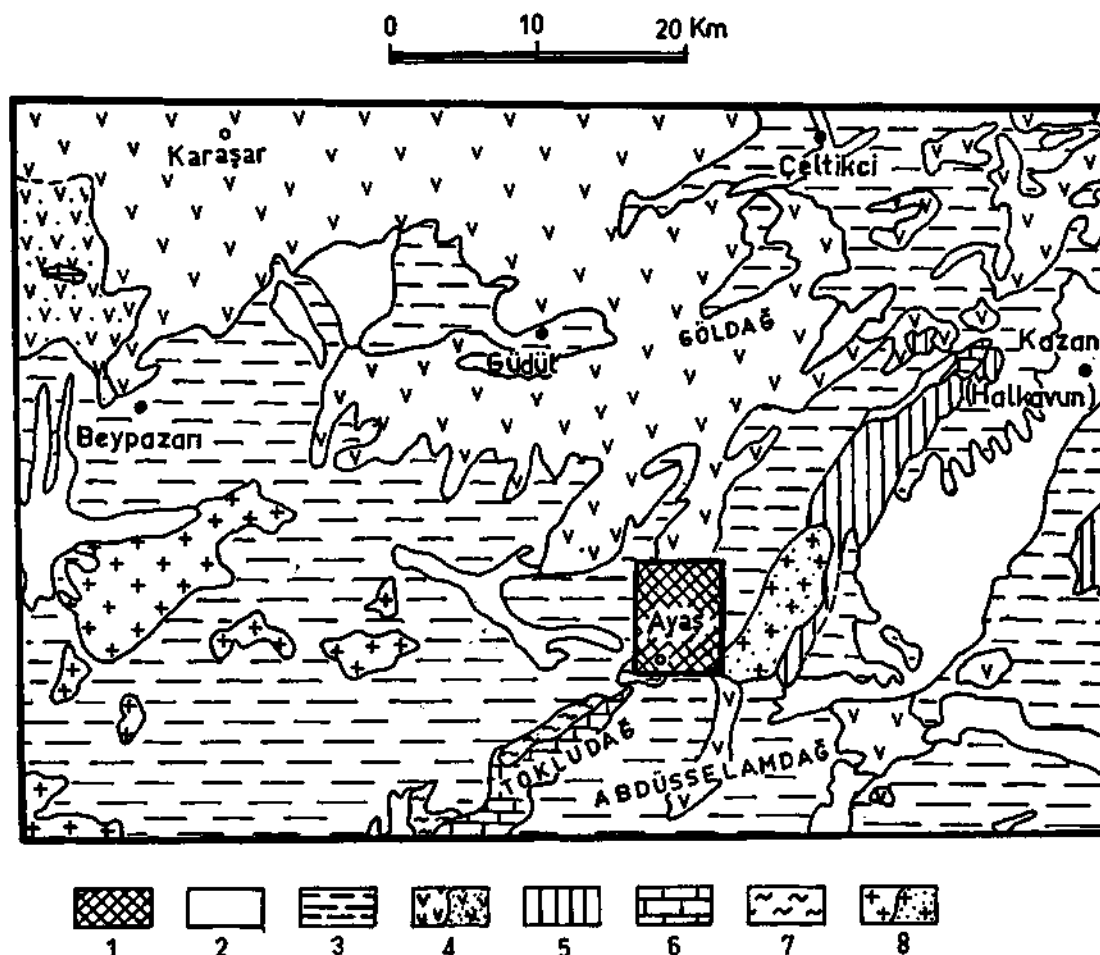 0 10 20 Km
Karaşar
Çeltikci
GÖLDAĞ
Güdül
Kazan
(Halkavun)
Beypazarı
Ayaş
TOKLUDAĞ
ABDÜSSELAMDAĞ
1 2 3 4 5 6 7 8